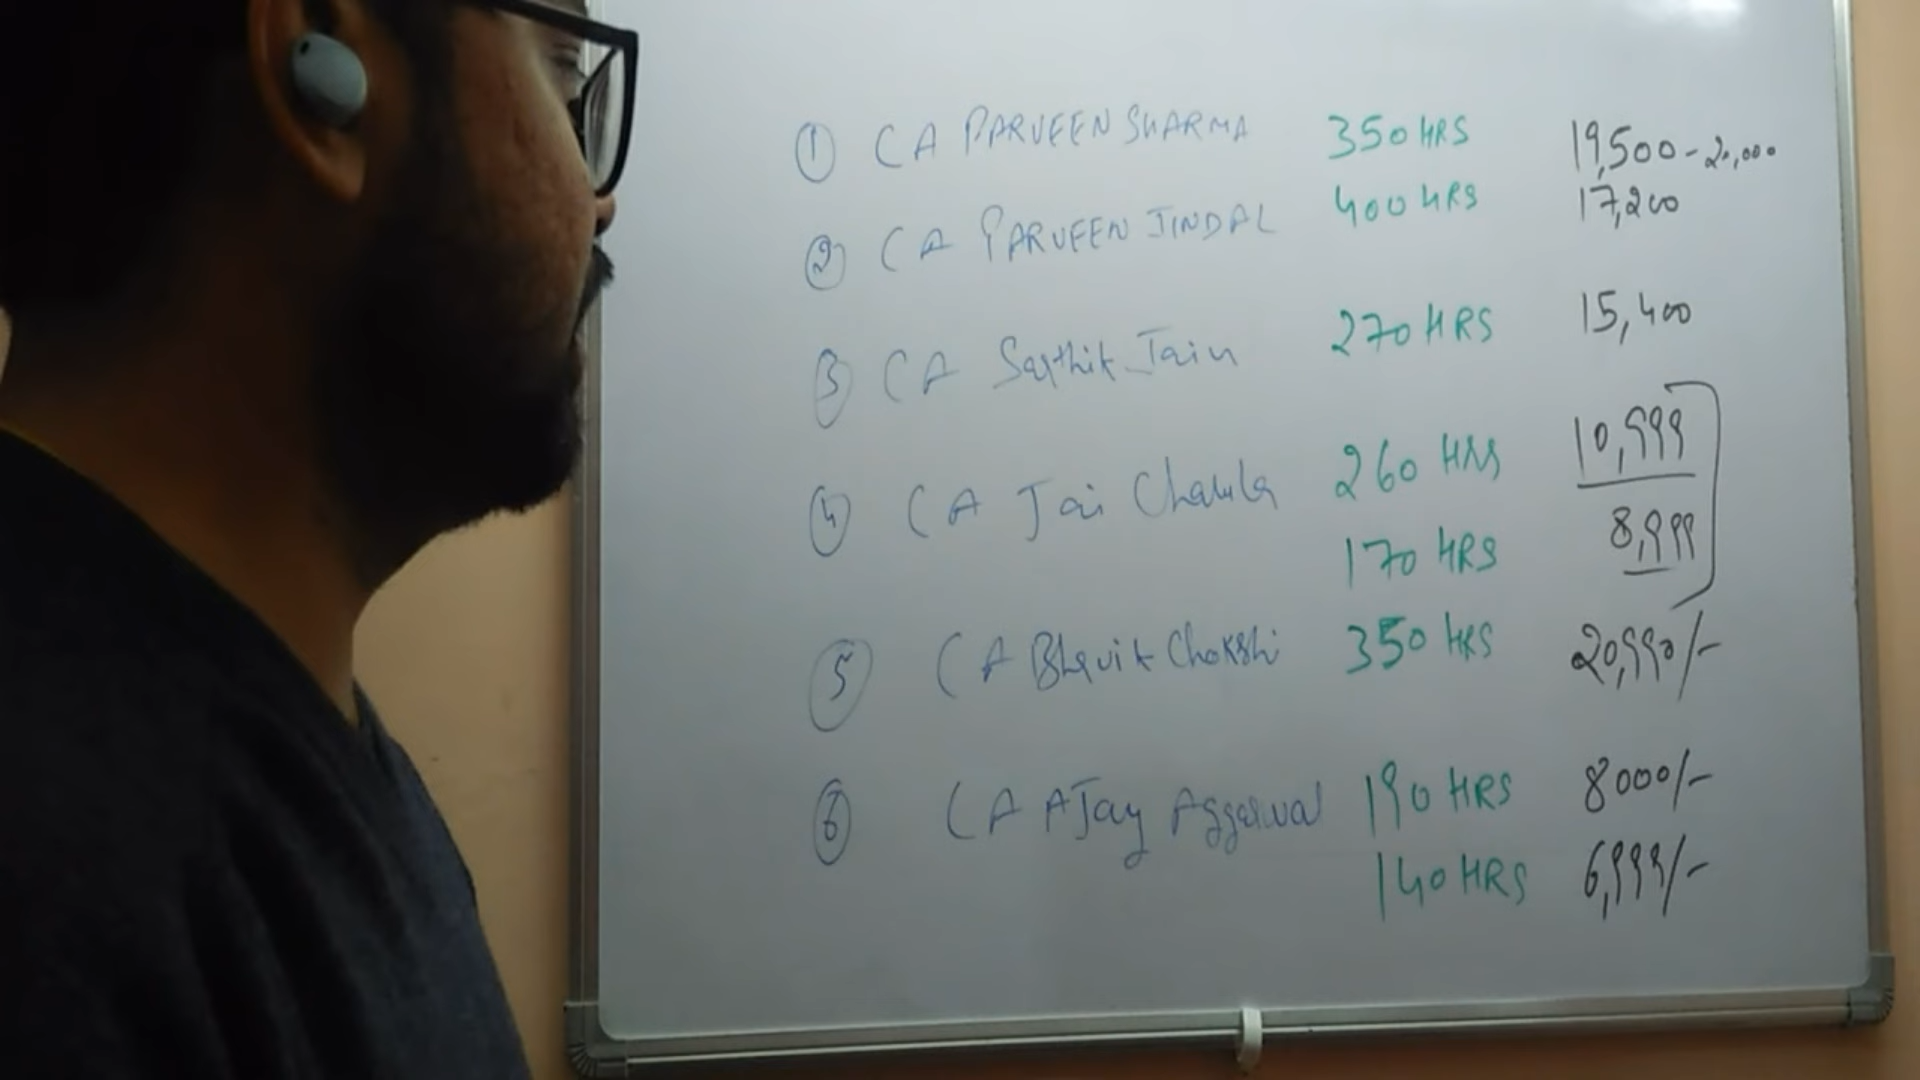 ① CA PARVEEN SHARMA 350 HRS 19,500 - 20,000
② CA PARVEEN JINDAL 400 HRS 17,200
③ CA Sarthik Jain 270 HRS 15,400
④ CA Jai Chawla 260 HRS 10,999
170 HRS 8,999
⑤ CA Bhavik Chokshi 350 HRS 20,990/-
⑥ CA AJay Aggarwal 190 HRS 8000/-
140 HRS 6,999/-